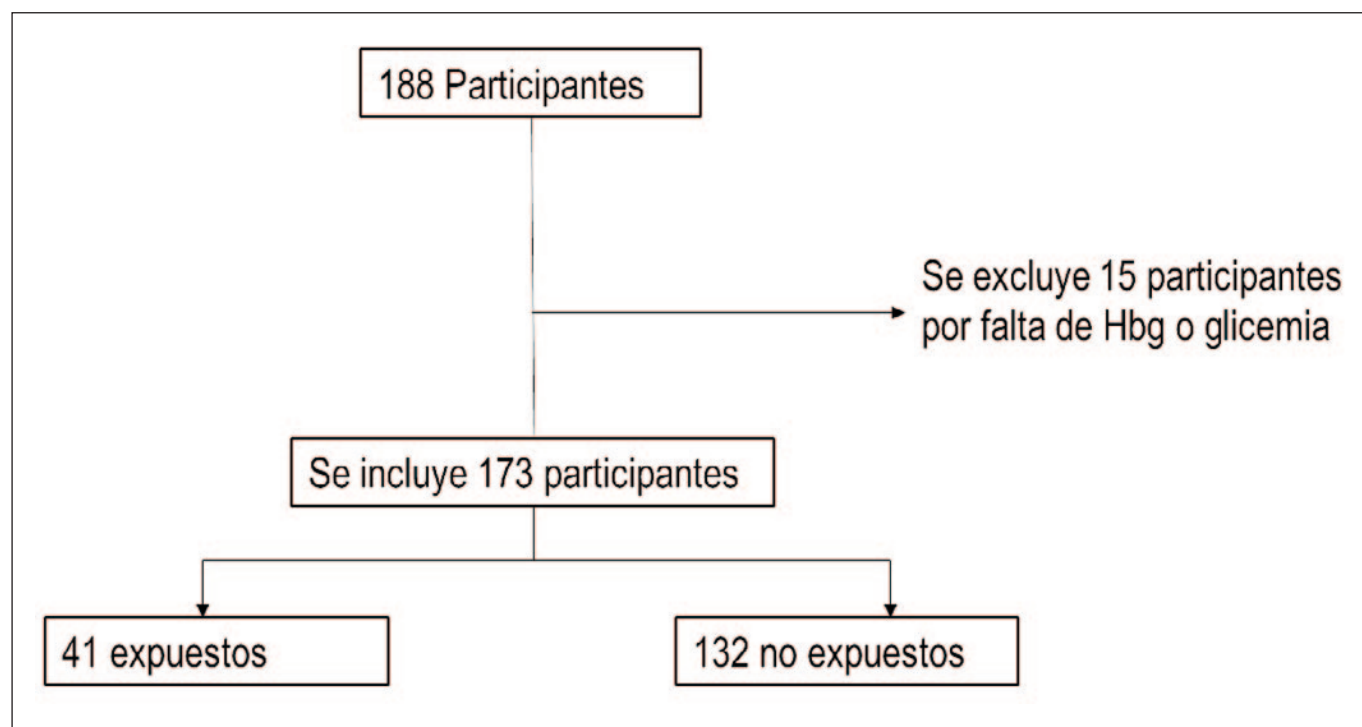 188 Participantes
Se excluye 15 participantes
por falta de Hbg o glicemia
Se incluye 173 participantes
41 expuestos
132 no expuestos